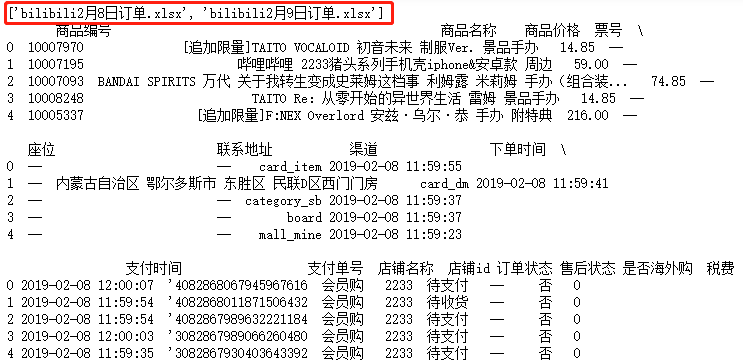 ['bilibili2月8日订单.xlsx', 'bilibili2月9日订单.xlsx']
商品编号 商品名称 商品价格 票号 \
0 10007970 [追加限量]TAITO VOCALOID 初音未来 制服Ver. 景品手办 14.85 —
1 10007195 哔哩哔哩 2233猪头系列手机壳iphone&安卓款 周边 59.00 —
2 10007093 BANDAI SPIRITS 万代 关于我转生变成史莱姆这档事 利姆露 米莉姆 手办（组合装... 74.85 —
3 10008248 TAITO Re：从零开始的异世界生活 雷姆 景品手办 14.85 —
4 10005337 [追加限量]F:NEX Overlord 安兹·乌尔·恭 手办 附特典 216.00 —
座位 联系地址 渠道 下单时间 \
0 — — card_item 2019-02-08 11:59:55
1 — 内蒙古自治区 鄂尔多斯市 东胜区 民联D区西门门房 card_dm 2019-02-08 11:59:41
2 — — category_sb 2019-02-08 11:59:37
3 — — board 2019-02-08 11:59:37
4 — — mall_mine 2019-02-08 11:59:23
支付时间 支付单号 店铺名称 店铺id 订单状态 售后状态 是否海外购 税费
0 2019-02-08 12:00:07 '4082868067945967616 会员购 2233 待支付 — 否 0
1 2019-02-08 11:59:54 '4082868011871506432 会员购 2233 待收货 — 否 0
2 2019-02-08 11:59:54 '4082867989632221184 会员购 2233 待支付 — 否 0
3 2019-02-08 11:59:54 '3082867989066260480 会员购 2233 待支付 — 否 0
4 2019-02-08 11:59:35 '3082867930403643392 会员购 2233 待支付 — 否 0